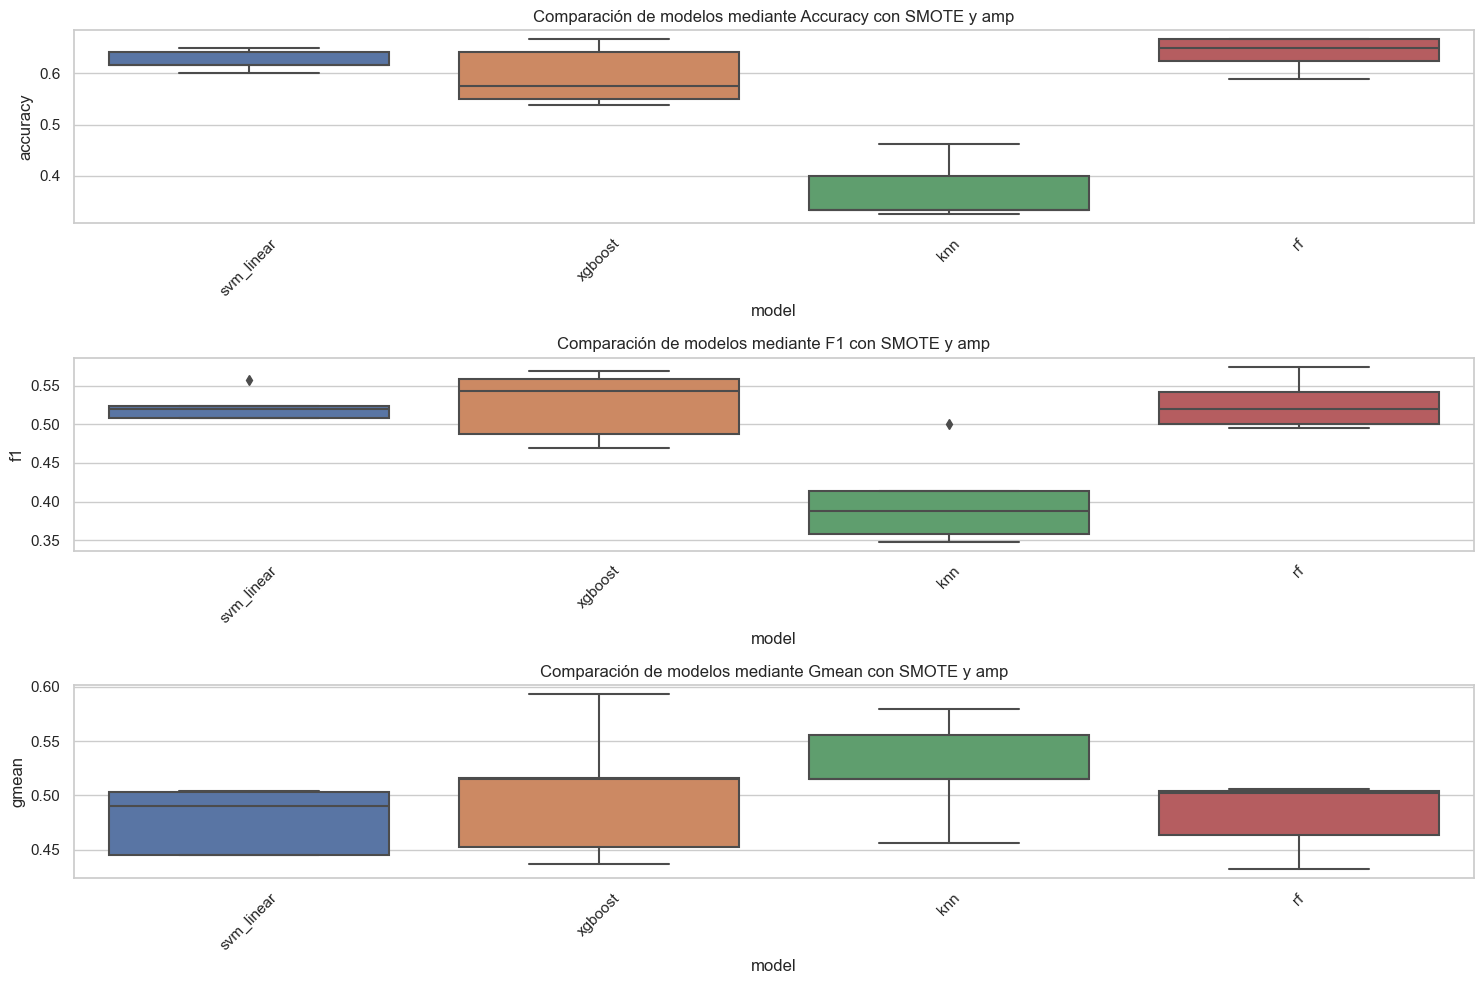 Comparación de modelos mediante Accuracy con SMOTE y amp
accuracy
0.6
0.5
0.4
svm_linear
xgboost
knn
rf
model
Comparación de modelos mediante F1 con SMOTE y amp
f1
0.55
0.50
0.45
0.40
0.35
svm_linear
xgboost
knn
rf
model
Comparación de modelos mediante Gmean con SMOTE y amp
gmean
0.60
0.55
0.50
0.45
svm_linear
xgboost
knn
rf
model